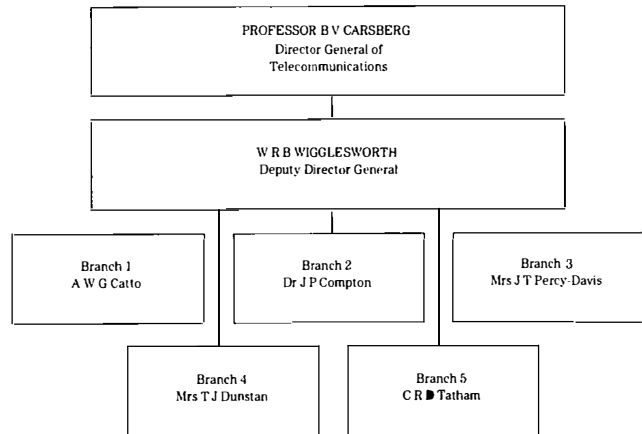 PROFESSOR B V CARSBERG
Director General of
Telecommunications
W R B WIGGLESWORTH
Deputy Director General
Branch 1
A W G Catto
Branch 2
Dr J P Compton
Branch 3
Mrs J T Percy-Davis
Branch 4
Mrs T J Dunstan
Branch 5
C R D Tatham